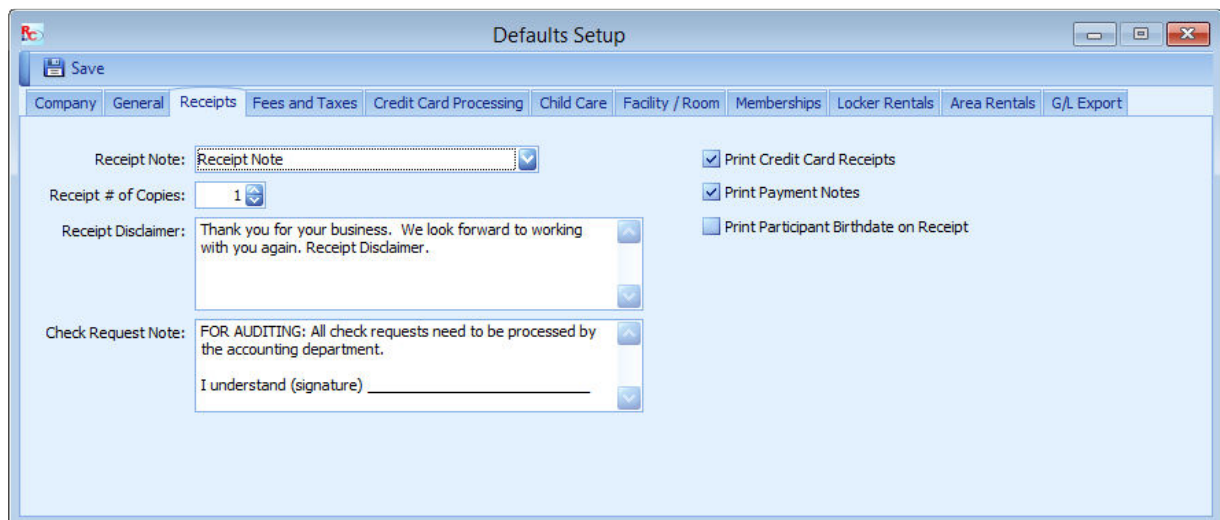 Rc
Defaults Setup
Save
Company General Receipts Fees and Taxes Credit Card Processing Child Care Facility / Room Memberships Locker Rentals Area Rentals G/L Export
Receipt Note: Receipt Note
Print Credit Card Receipts
Receipt # of Copies: 1
Print Payment Notes
Receipt Disclaimer: Thank you for your business. We look forward to working
with you again. Receipt Disclaimer.
Print Participant Birthdate on Receipt
Check Request Note: FOR AUDITING: All check requests need to be processed by
the accounting department.
I understand (signature) ____________________________